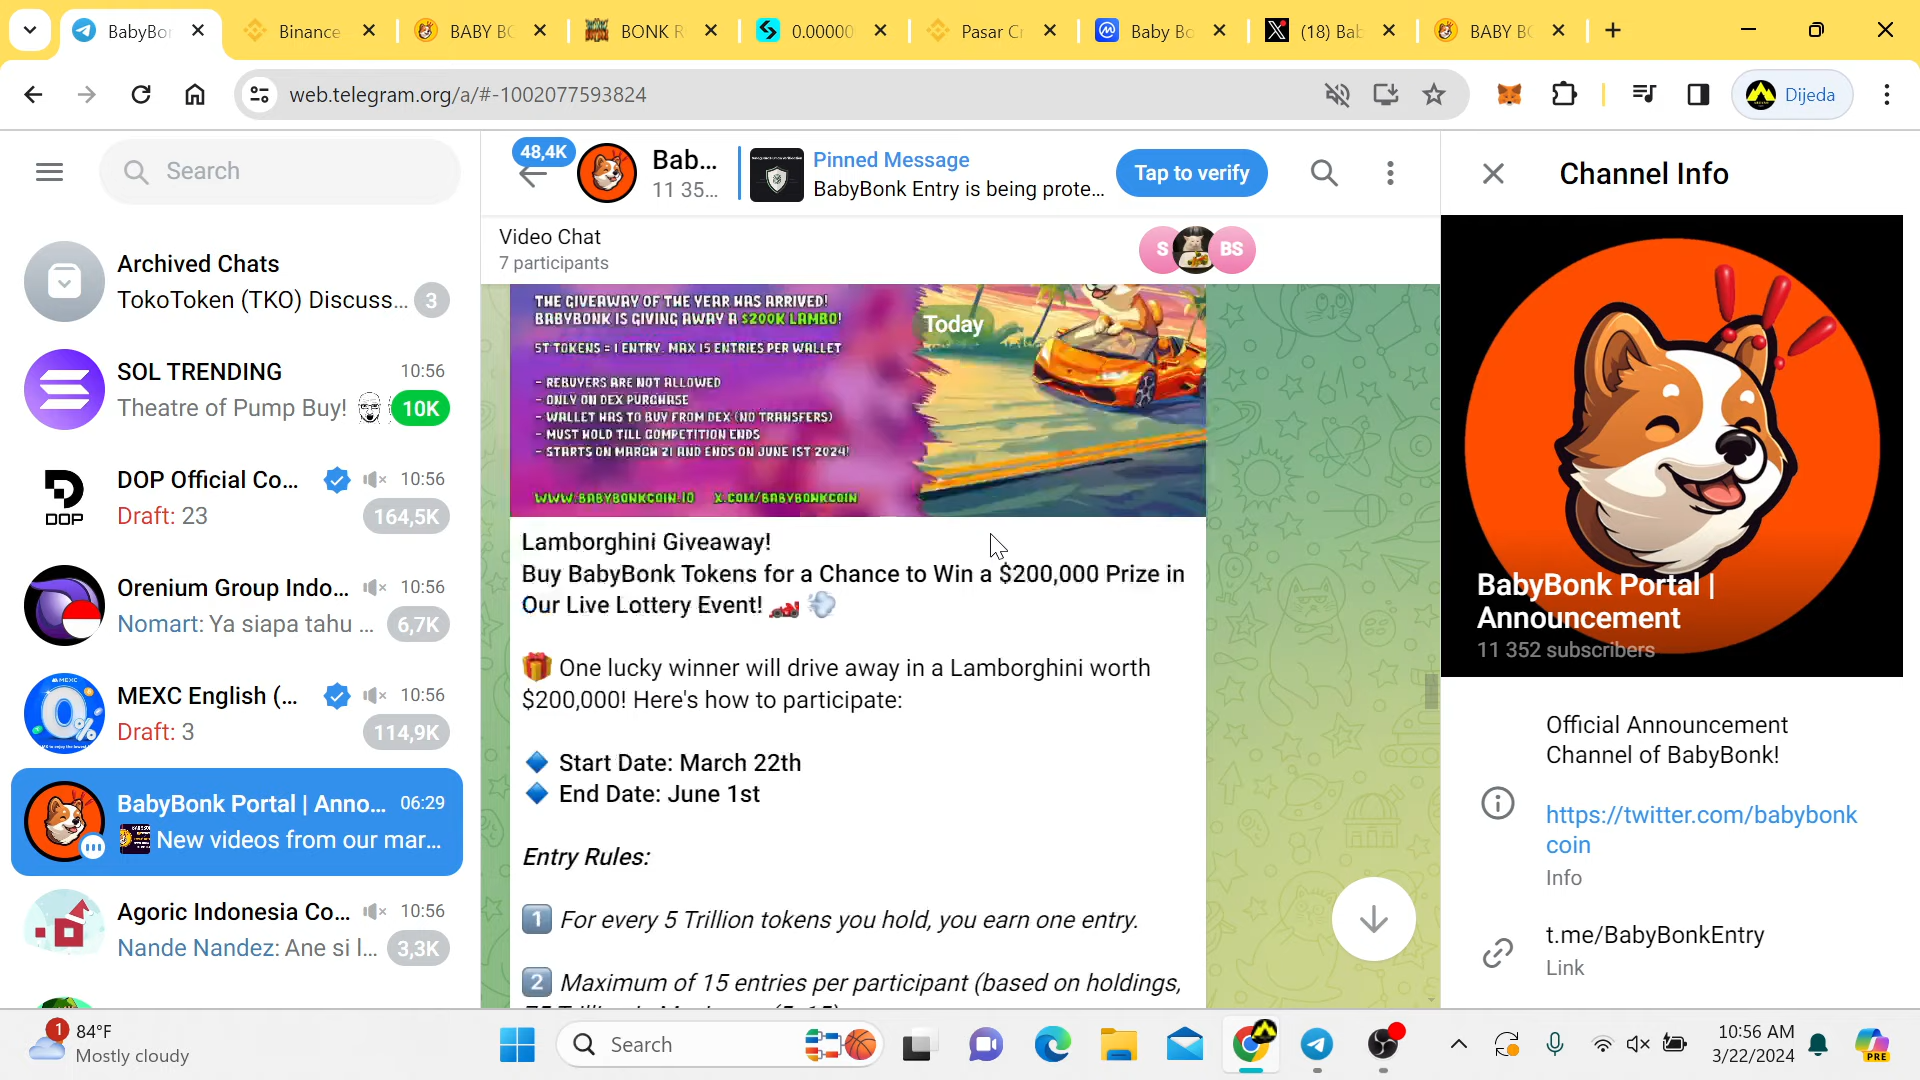 BabyBo
Binance
BABY BO
BONK R
0.00000
Pasar C
Baby Bo
(18) Bab
BABY BO
web.telegram.org/a/#-1002077593824
Dijeda
Search
48,4K
Bab...
11 35...
Pinned Message
BabyBonk Entry is being prote...
Tap to verify
Channel Info
Video Chat
7 participants
S
BS
Archived Chats
TokoToken (TKO) Discuss...
3
SOL TRENDING
10:56
Theatre of Pump Buy!
10K
DOP Official Co...
10:56
Draft: 23
164,5K
DOP
Orenium Group Indo...
10:56
Nomart: Ya siapa tahu ...
6,7K
MEXC English (...
10:56
Draft: 3
114,9K
BabyBonk Portal | Anno...
06:29
New videos from our mar...
Agoric Indonesia Co...
10:56
Nande Nandez: Ane si l...
3,3K
THE GIVEAWAY OF THE YEAR HAS ARRIVED!
BABYBONK IS GIVING AWAY A $200K LAMBO!
Today
5T TOKENS = 1 ENTRY. MAX 15 ENTRIES PER WALLET
- REBUYERS ARE NOT ALLOWED
- ONLY ON DEX PURCHASE
- WALLET HAS TO BUY FROM DEX (NO TRANSFERS)
- MUST HOLD TILL COMPETITION ENDS
- STARTS ON MARCH 21 AND ENDS ON JUNE 1ST 2024!
WWW.BABYBONKCOIN.IO X.COM/BABYBONKCOIN
Lamborghini Giveaway!
Buy BabyBonk Tokens for a Chance to Win a $200,000 Prize in
Our Live Lottery Event! 🏎️ 💨
🎁 One lucky winner will drive away in a Lamborghini worth
$200,000! Here's how to participate:
🔷 Start Date: March 22th
🔷 End Date: June 1st
Entry Rules:
1️⃣ For every 5 Trillion tokens you hold, you earn one entry.
2️⃣ Maximum of 15 entries per participant (based on holdings,
BabyBonk Portal |
Announcement
11 352 subscribers
Official Announcement
Channel of BabyBonk!
https://twitter.com/babybonk
coin
Info
t.me/BabyBonkEntry
Link
1
84°F
Mostly cloudy
Search
10:56 AM
3/22/2024
PRE